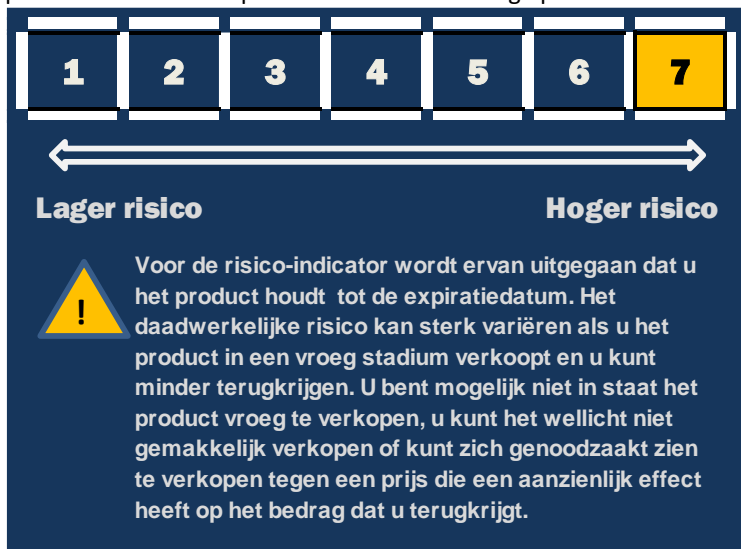 1 2 3 4 5 6 7
Lager risico Hoger risico
Voor de risico-indicator wordt ervan uitgegaan dat u
het product houdt tot de expiratiedatum. Het
! daadwerkelijke risico kan sterk variëren als u het
product in een vroeg stadium verkoopt en u kunt
minder terugkrijgen. U bent mogelijk niet in staat het
product vroeg te verkopen, u kunt het wellicht niet
gemakkelijk verkopen of kunt zich genoodzaakt zien
te verkopen tegen een prijs die een aanzienlijk effect
heeft op het bedrag dat u terugkrijgt.